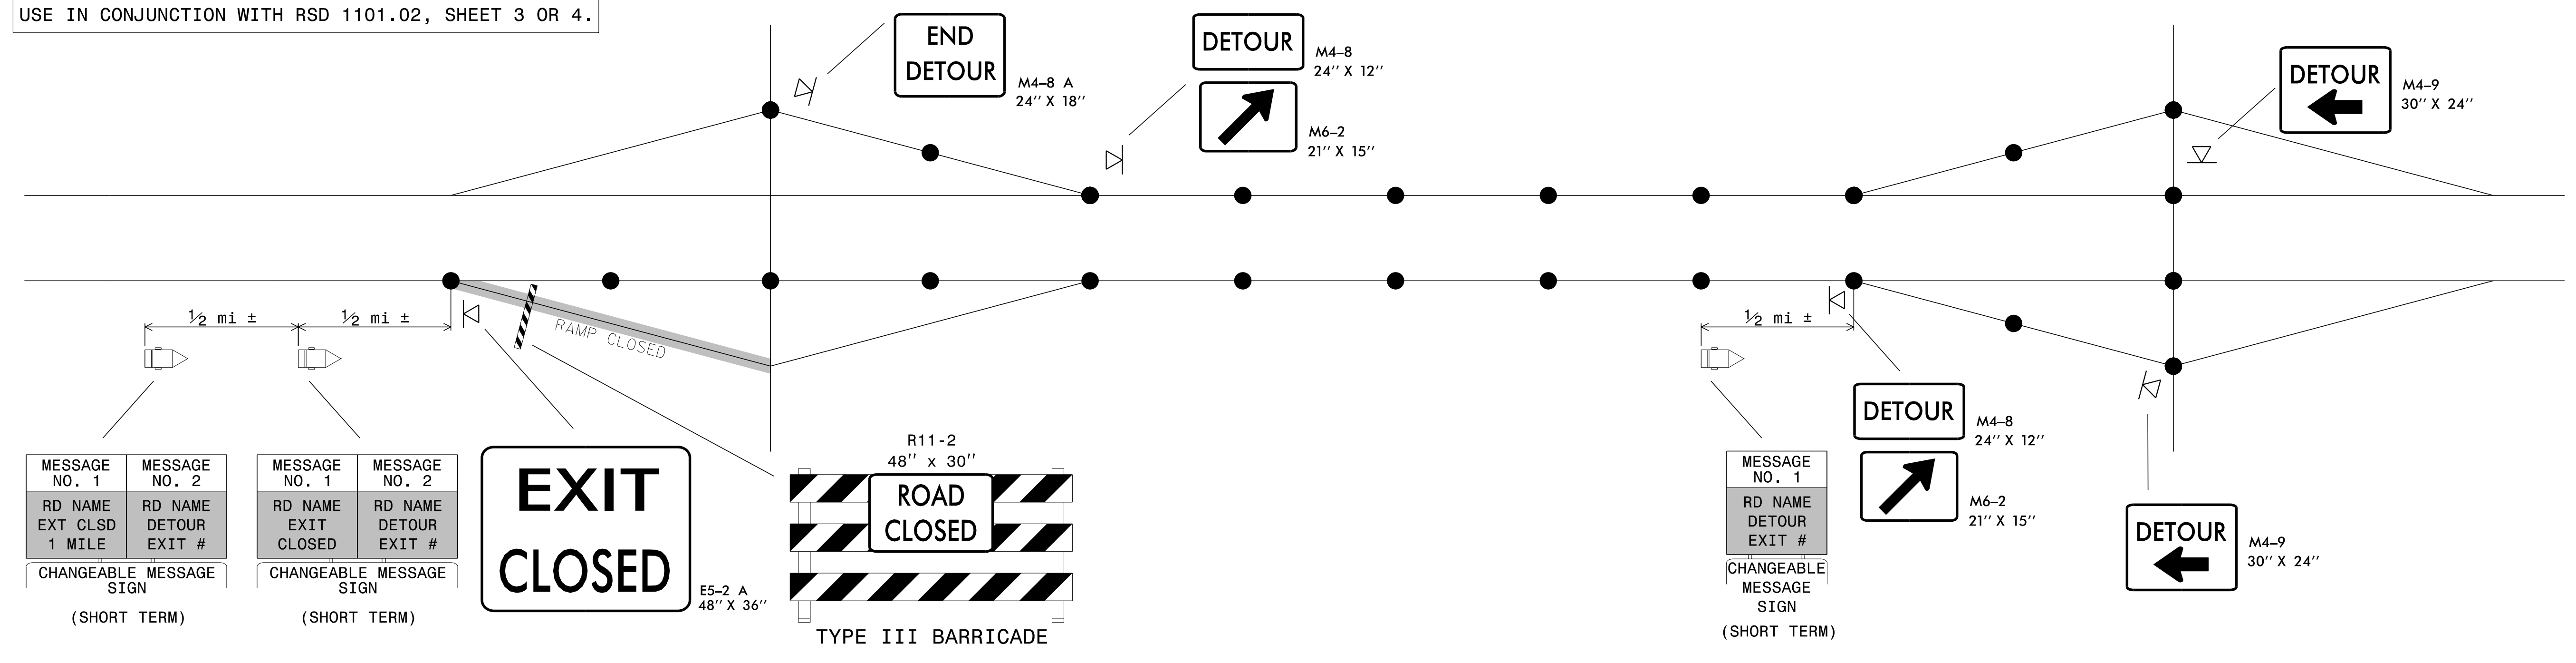 USE IN CONJUNCTION WITH RSD 1101.02, SHEET 3 OR 4.
END
DETOUR
M4–8 A
24'' X 18''
DETOUR
M4–8
24'' X 12''
M6–2
21'' X 15''
DETOUR
M4–9
30'' X 24''
1/2 mi ±
1/2 mi ±
RAMP CLOSED
1/2 mi ±
MESSAGE
NO. 1
MESSAGE
NO. 2
RD NAME
EXT CLSD
1 MILE
RD NAME
DETOUR
EXIT #
CHANGEABLE MESSAGE
SIGN
(SHORT TERM)
MESSAGE
NO. 1
MESSAGE
NO. 2
RD NAME
EXIT
CLOSED
RD NAME
DETOUR
EXIT #
CHANGEABLE MESSAGE
SIGN
(SHORT TERM)
EXIT
CLOSED
E5–2 A
48'' X 36''
R11-2
48'' x 30''
ROAD
CLOSED
TYPE III BARRICADE
MESSAGE
NO. 1
RD NAME
DETOUR
EXIT #
CHANGEABLE
MESSAGE
SIGN
(SHORT TERM)
DETOUR
M4–8
24'' X 12''
M6–2
21'' X 15''
DETOUR
M4–9
30'' X 24''